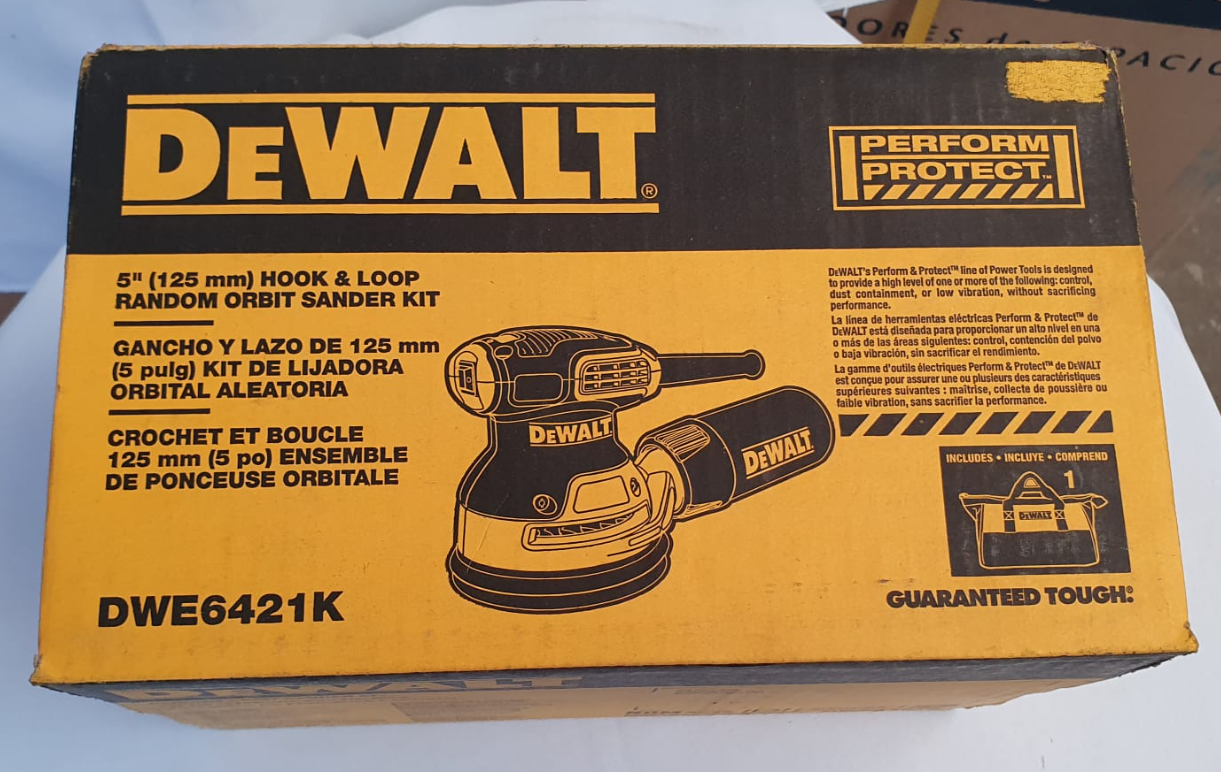 DORES de ESPACIO
DEWALT®
PERFORM
PROTECT™
5" (125 mm) HOOK & LOOP
RANDOM ORBIT SANDER KIT
GANCHO Y LAZO DE 125 mm
(5 pulg) KIT DE LIJADORA
ORBITAL ALEATORIA
CROCHET ET BOUCLE
125 mm (5 po) ENSEMBLE
DE PONCEUSE ORBITALE
DWE6421K
DEWALT
DEWALT
DEWALT's Perform & Protect™ line of Power Tools is designed
to provide a high level of one or more of the following: control,
dust containment, or low vibration, without sacrificing
performance.
La línea de herramientas eléctricas Perform & Protect™ de
DEWALT está diseñada para proporcionar un alto nivel en una
o más de las áreas siguientes: control, contención del polvo
o baja vibración, sin sacrificar el rendimiento.
La gamme d'outils électriques Perform & Protect™ de DEWALT
est conçue pour assurer une ou plusieurs des caractéristiques
supérieures suivantes : maîtrise, collecte de poussière ou
faible vibration, sans sacrifier la performance.
INCLUDES • INCLUYE • COMPREND
1
DEWALT
GUARANTEED TOUGH®
DEWALT